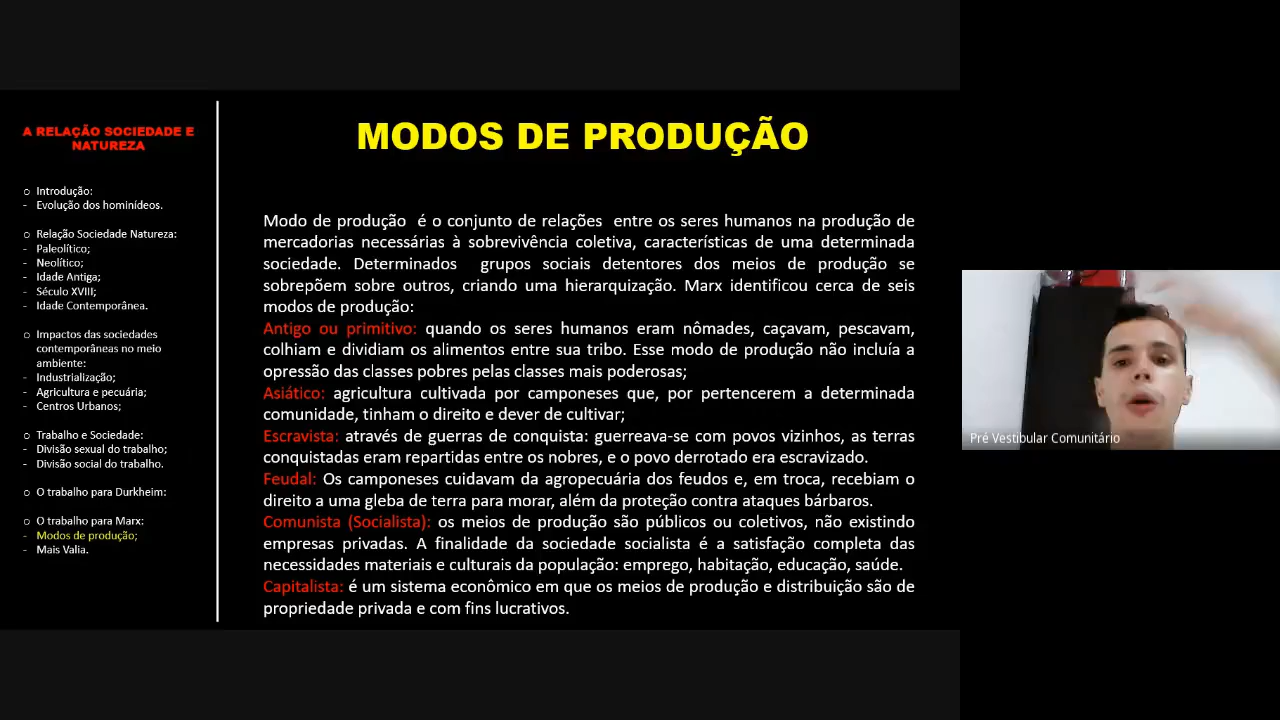 A RELAÇÃO SOCIEDADE E
NATUREZA
o Introdução:
- Evolução dos hominídeos.
o Relação Sociedade Natureza:
- Paleolítico;
- Neolítico;
- Idade Antiga;
- Século XVIII;
- Idade Contemporânea.
o Impactos das sociedades
contemporâneas no meio
ambiente:
- Industrialização;
- Agricultura e pecuária;
- Centros Urbanos;
o Trabalho e Sociedade:
- Divisão sexual do trabalho;
- Divisão social do trabalho.
o O trabalho para Durkheim:
o O trabalho para Marx:
- Modos de produção;
- Mais Valia.
MODOS DE PRODUÇÃO
Modo de produção é o conjunto de relações entre os seres humanos na produção de
mercadorias necessárias à sobrevivência coletiva, características de uma determinada
sociedade. Determinados grupos sociais detentores dos meios de produção se
sobrepõem sobre outros, criando uma hierarquização. Marx identificou cerca de seis
modos de produção:
Antigo ou primitivo: quando os seres humanos eram nômades, caçavam, pescavam,
colhiam e dividiam os alimentos entre sua tribo. Esse modo de produção não incluía a
opressão das classes pobres pelas classes mais poderosas;
Asiático: agricultura cultivada por camponeses que, por pertencerem a determinada
comunidade, tinham o direito e dever de cultivar;
Escravista: através de guerras de conquista: guerreava-se com povos vizinhos, as terras
conquistadas eram repartidas entre os nobres, e o povo derrotado era escravizado.
Feudal: Os camponeses cuidavam da agropecuária dos feudos e, em troca, recebiam o
direito a uma gleba de terra para morar, além da proteção contra ataques bárbaros.
Comunista (Socialista): os meios de produção são públicos ou coletivos, não existindo
empresas privadas. A finalidade da sociedade socialista é a satisfação completa das
necessidades materiais e culturais da população: emprego, habitação, educação, saúde.
Capitalista: é um sistema econômico em que os meios de produção e distribuição são de
propriedade privada e com fins lucrativos.
Pré Vestibular Comunitário